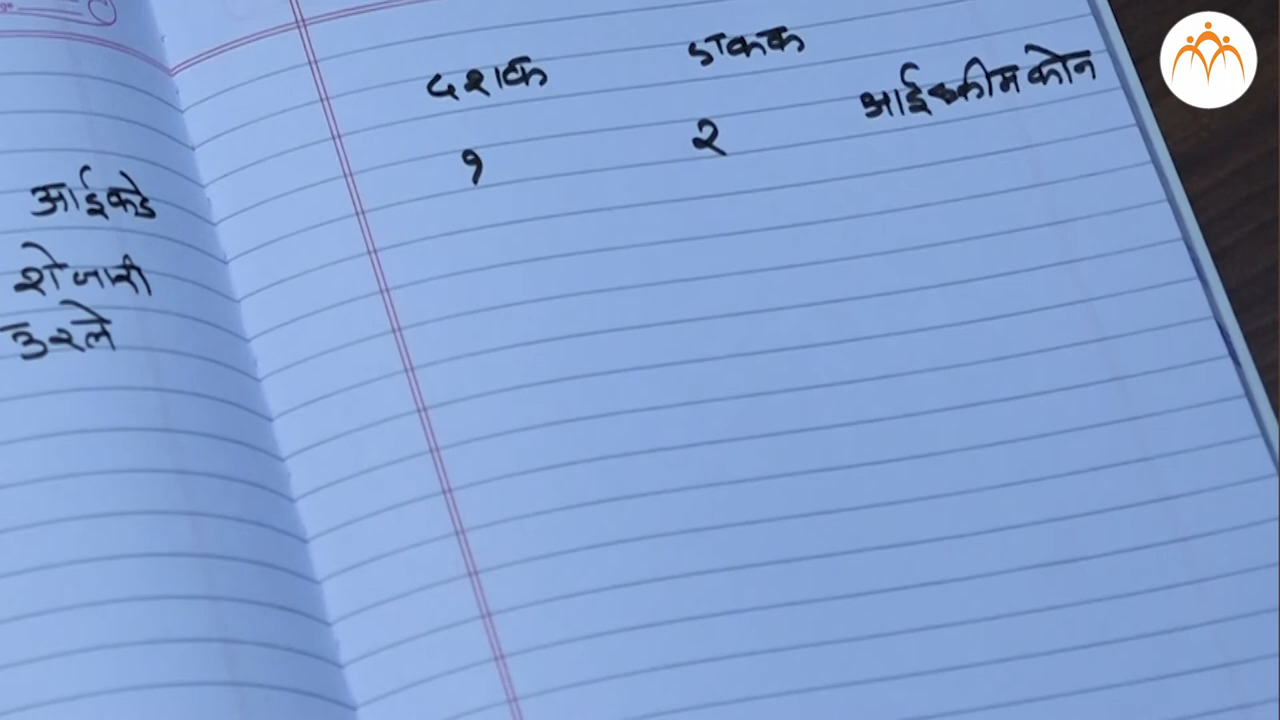 आईकडे
शेजारी
उरले
दशक एकक
१ २ आईस्क्रीम कोन